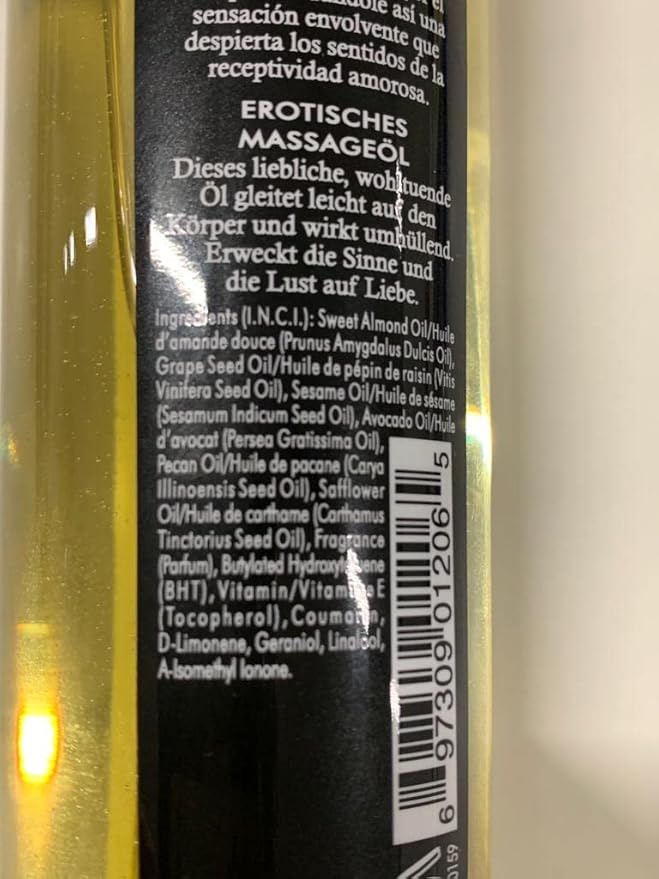 así una
sensación envolvente que
despierta los sentidos de la
receptividad amorosa.
EROTISCHES
MASSAGEÖL
Dieses liebliche, wohltuende
Öl gleitet leicht auf den
Körper und wirkt umhüllend.
Erweckt die Sinne und
die Lust auf Liebe.
Ingredients (I.N.C.I.): Sweet Almond Oil/Huile
d'amande douce (Prunus Amygdalus Dulcis Oil),
Grape Seed Oil/Huile de pépin de raisin (Vitis
Vinifera Seed Oil), Sesame Oil/Huile de sésame
(Sesamum Indicum Seed Oil), Avocado Oil/Huile
d'avocat (Persea Gratissima Oil),
Pecan Oil/Huile de pacane (Carya
Illinoensis Seed Oil), Safflower
Oil/Huile de carthame (Carthamus
Tinctorius Seed Oil), Fragrance
(Parfum), Butylated Hydroxytoluene
(BHT), Vitamin/Vitamine E
(Tocopherol), Coumarin,
D-Limonene, Geraniol, Linalool,
A-Isomethyl Ionone.
6 97309 01206 5
0159